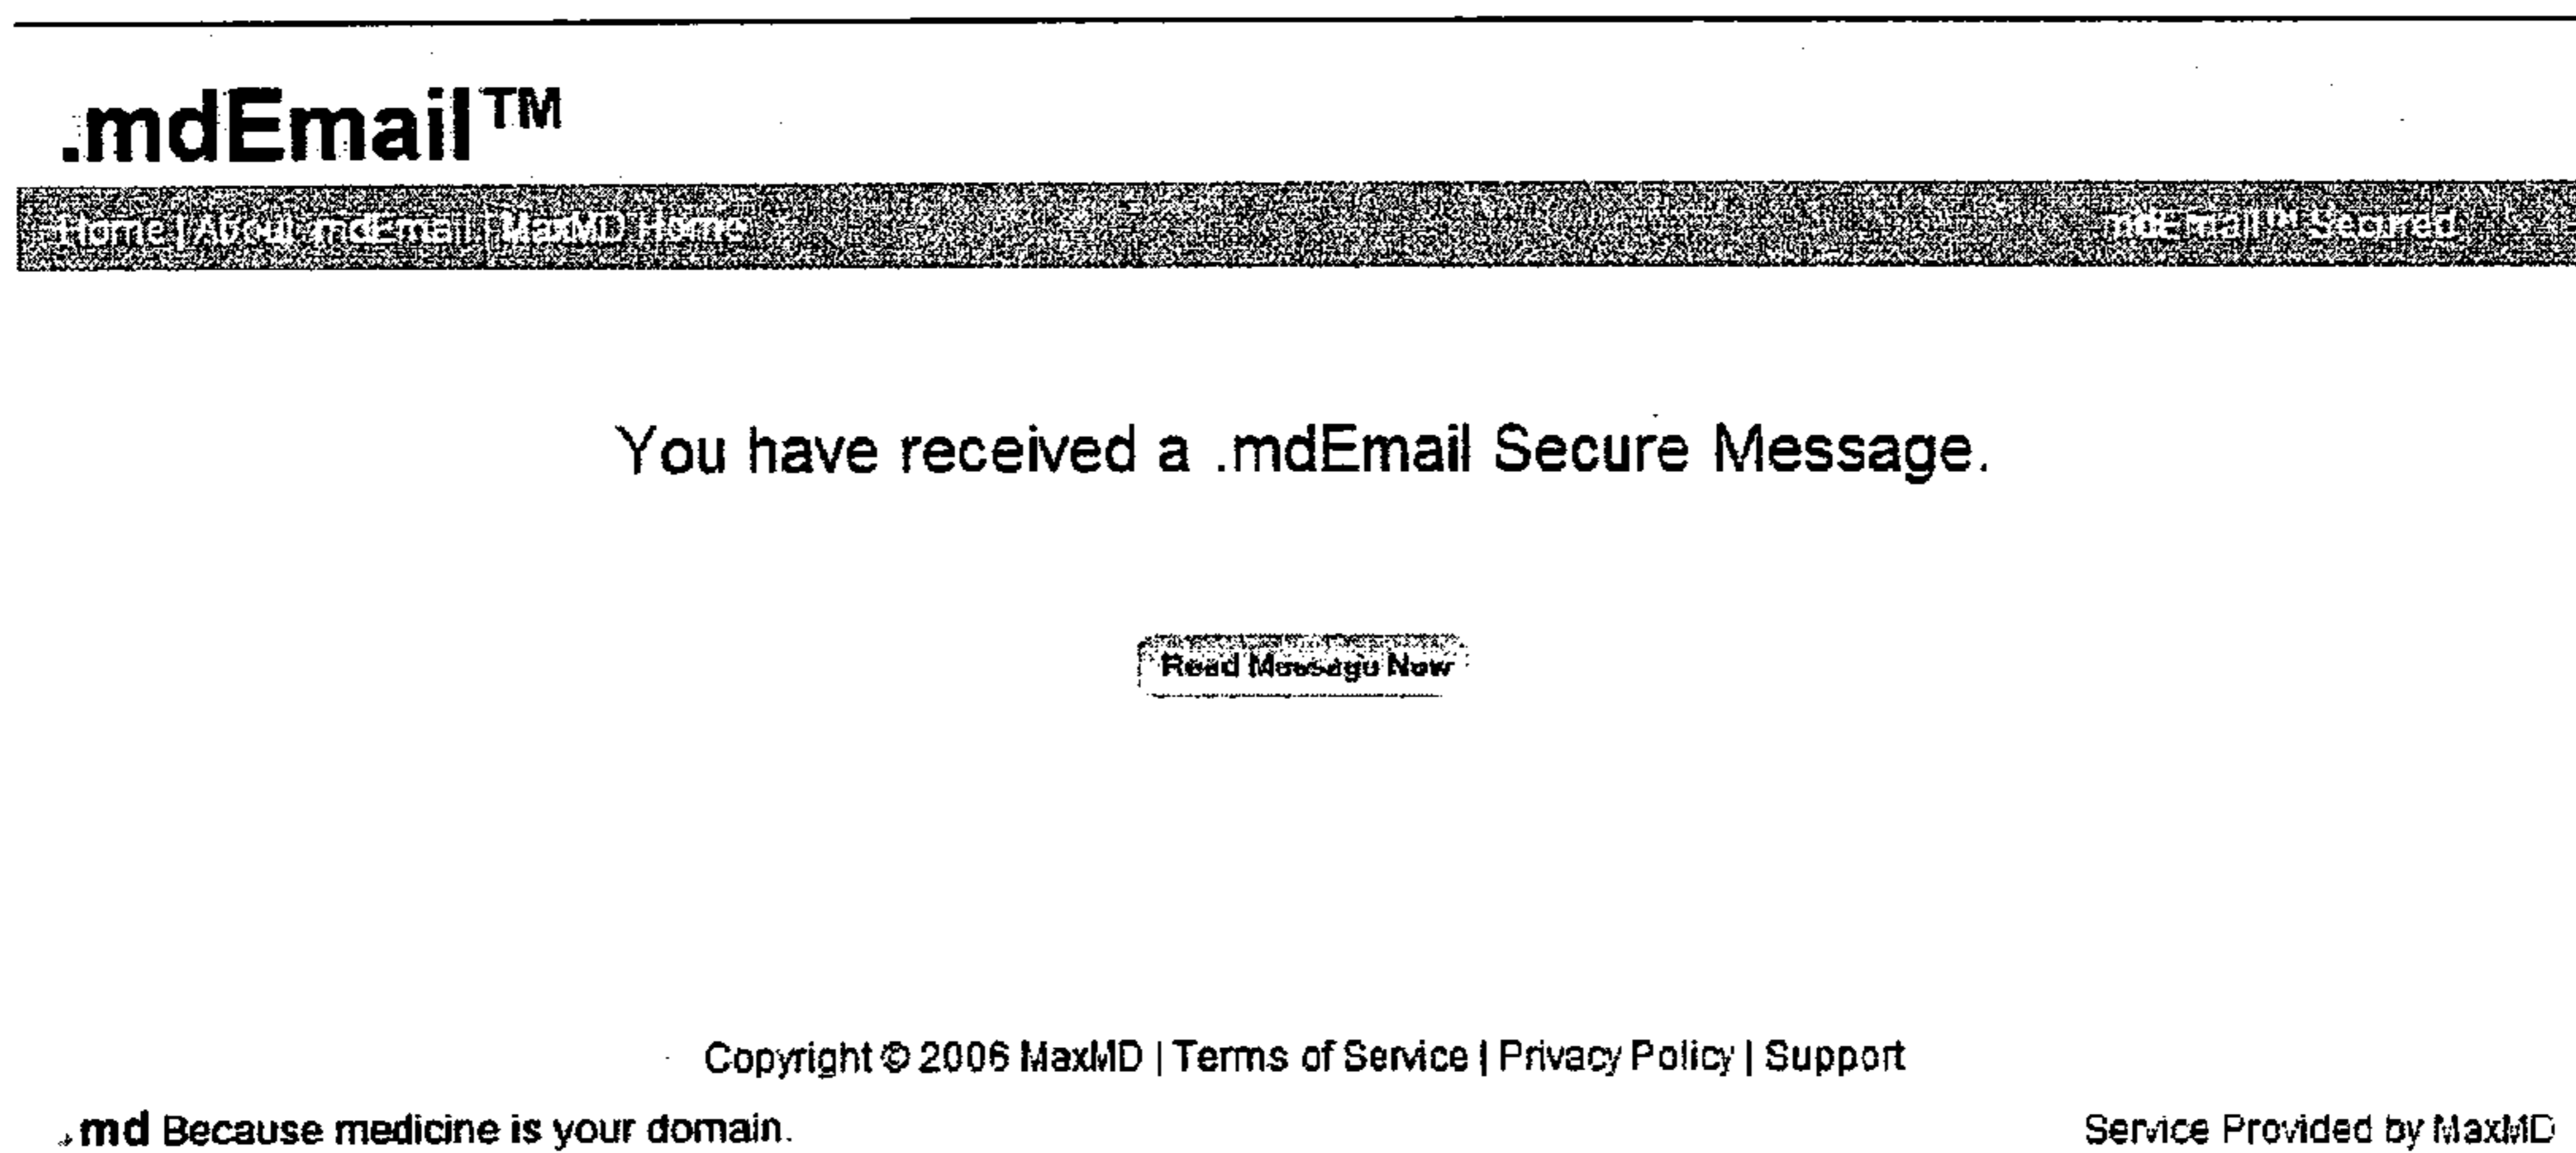 .mdEmail™
Home | About .mdEmail | MaxMD Home .mdEmail™ Secured
You have received a .mdEmail Secure Message.
Read Message Now
Copyright © 2006 MaxMD | Terms of Service | Privacy Policy | Support
.md Because medicine is your domain. Service Provided by MaxMD